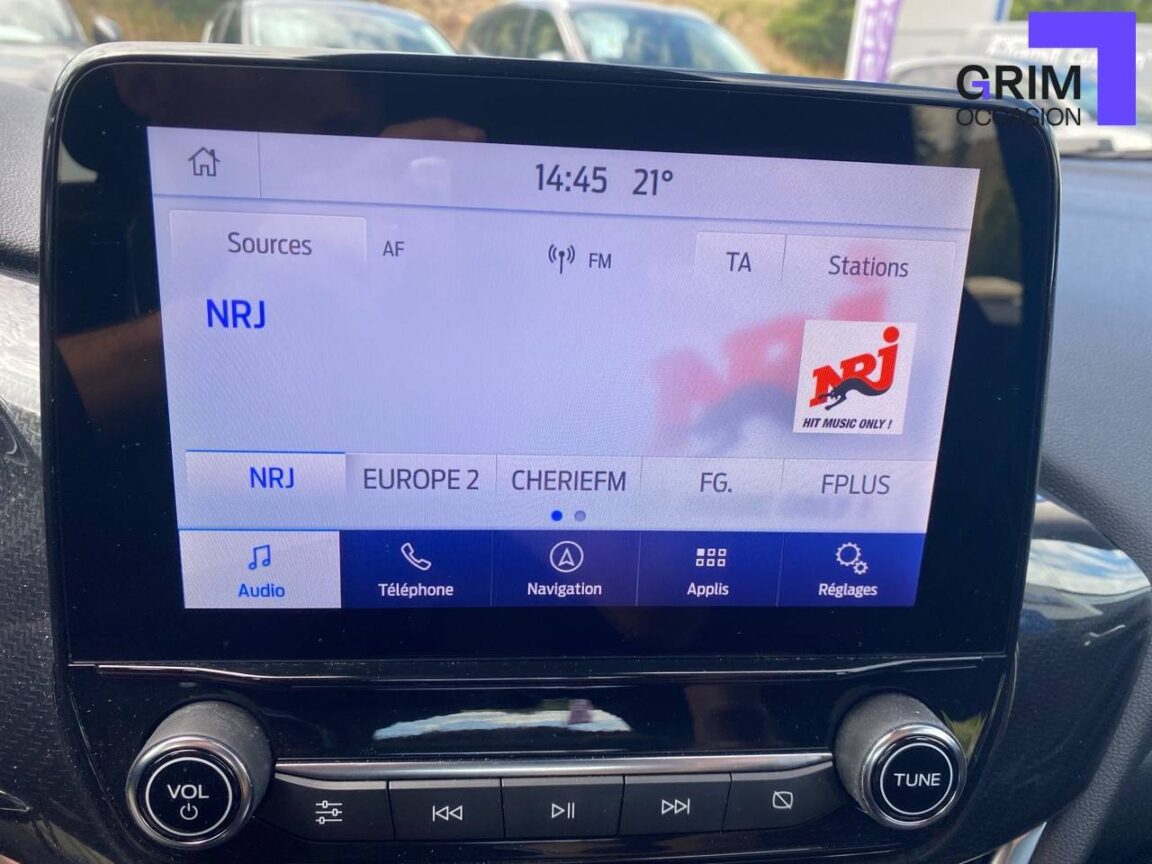 GRIM
OCCASION
14:45 21°
Sources AF FM TA Stations
NRJ
NRJ
HIT MUSIC ONLY !
NRJ EUROPE 2 CHERIEFM FG. FPLUS
Audio Téléphone Navigation Applis Réglages
VOL TUNE